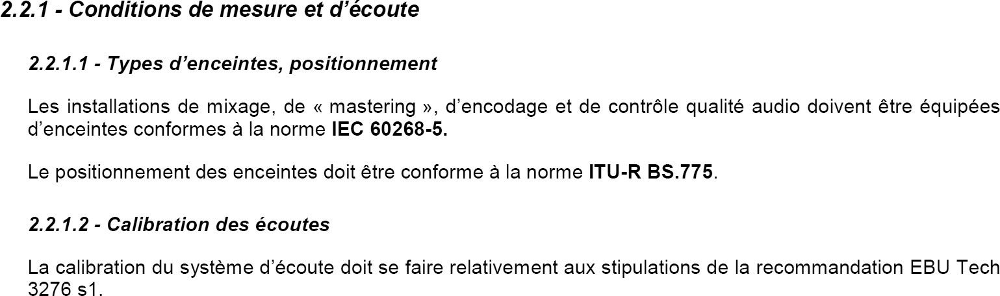 2.2.1 - Conditions de mesure et d’écoute
2.2.1.1 - Types d’enceintes, positionnement
Les installations de mixage, de « mastering », d’encodage et de contrôle qualité audio doivent être équipées
d’enceintes conformes à la norme IEC 60268-5.
Le positionnement des enceintes doit être conforme à la norme ITU-R BS.775.
2.2.1.2 - Calibration des écoutes
La calibration du système d’écoute doit se faire relativement aux stipulations de la recommandation EBU Tech
3276 s1.